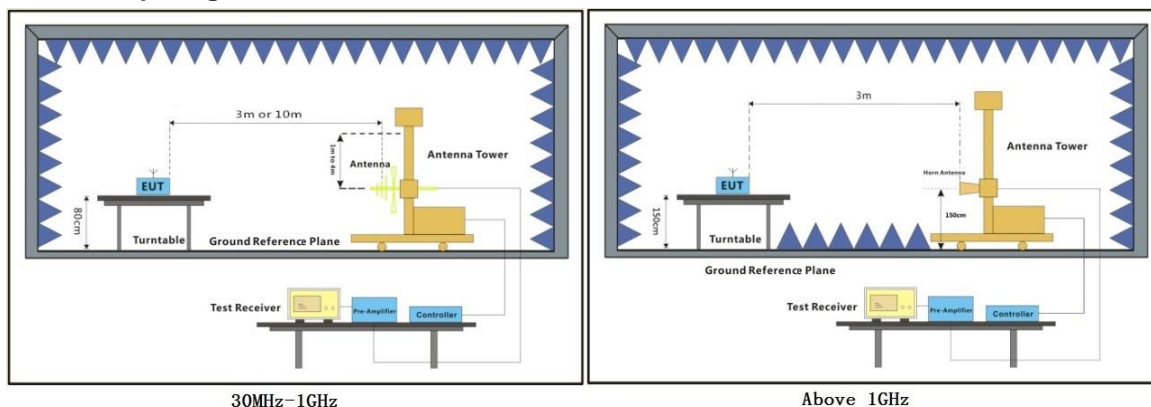 3m or 10m
1m to 4m
Antenna
Antenna Tower
EUT
80cm
Turntable
Ground Reference Plane
Test Receiver
Pre-Amplifier
Controller
30MHz-1GHz
3m
Antenna Tower
Horn Antenna
EUT
150cm
150cm
Turntable
Ground Reference Plane
Test Receiver
Pre-Amplifier
Controller
Above 1GHz